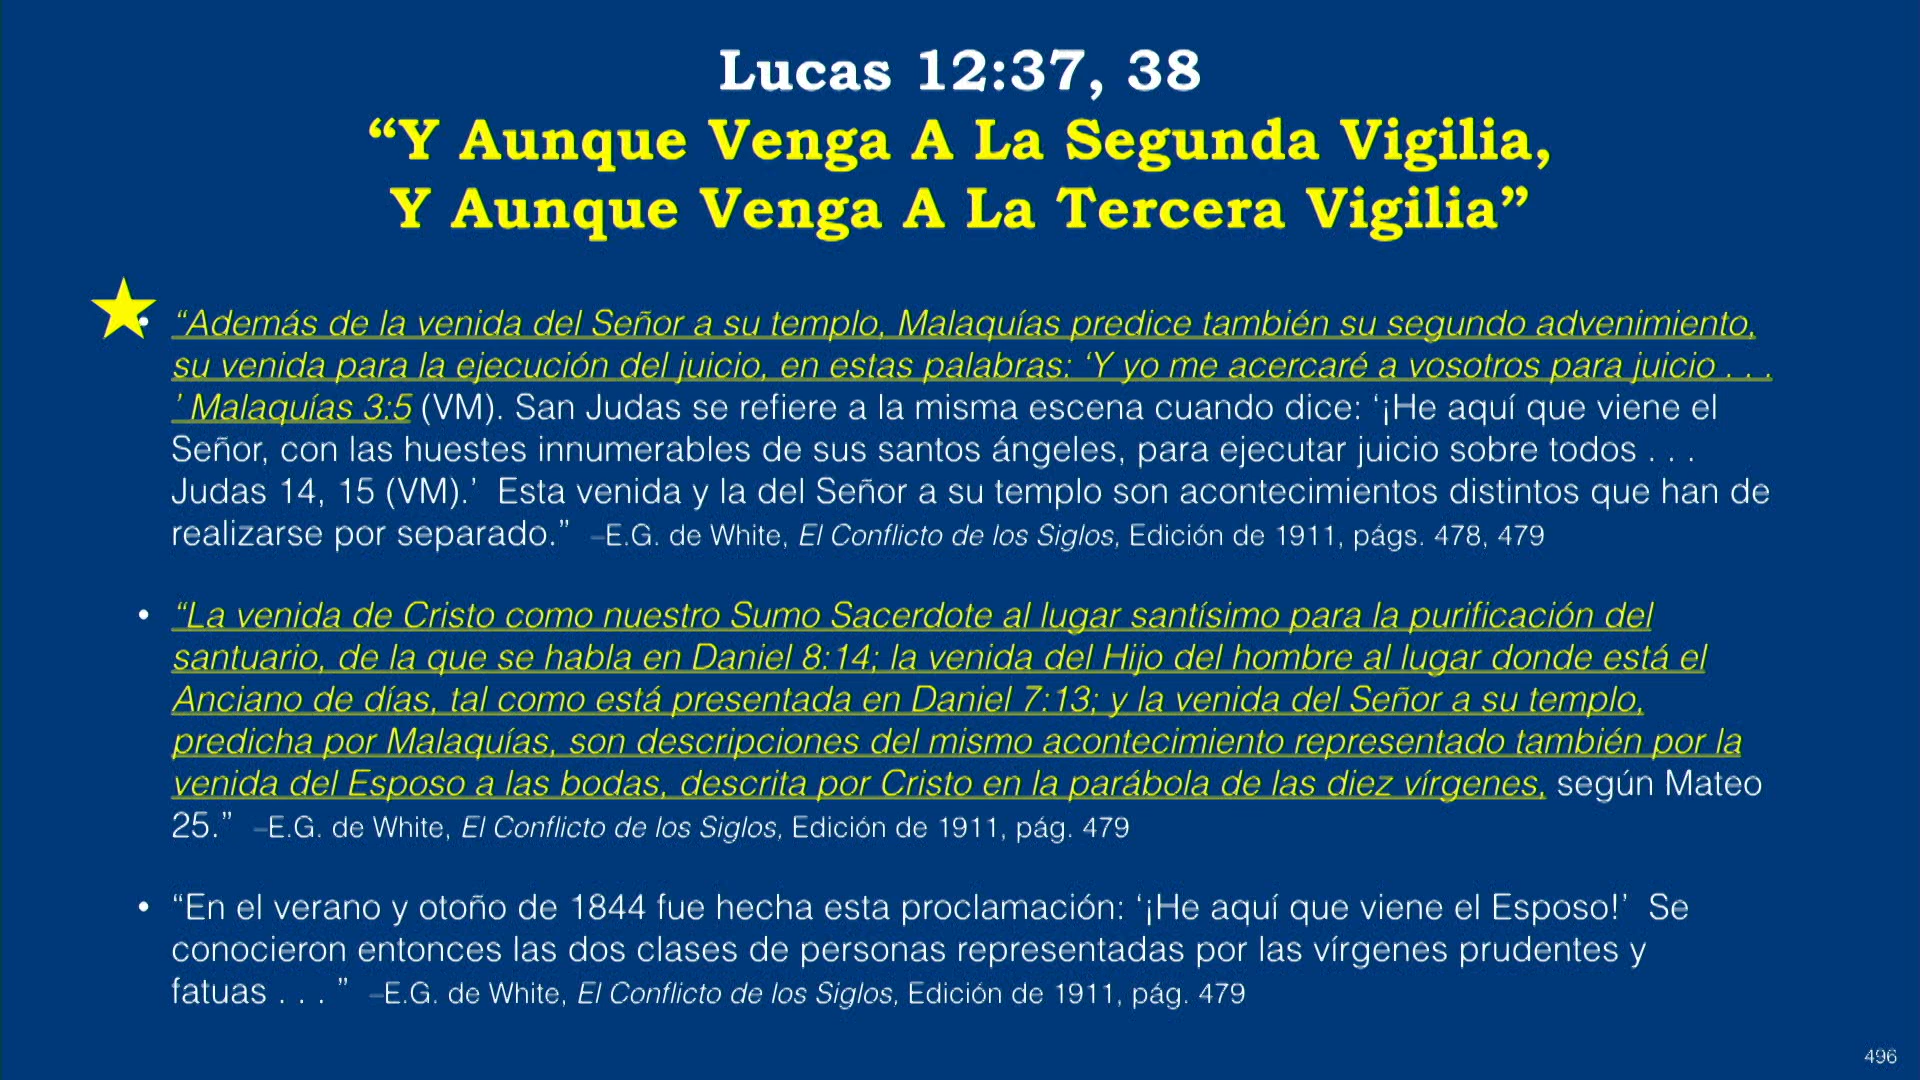 Lucas 12:37, 38
“Y Aunque Venga A La Segunda Vigilia,
Y Aunque Venga A La Tercera Vigilia”
• “Además de la venida del Señor a su templo, Malaquías predice también su segundo advenimiento,
su venida para la ejecución del juicio, en estas palabras: ‘Y yo me acercaré a vosotros para juicio . . .
’ Malaquías 3:5 (VM). San Judas se refiere a la misma escena cuando dice: ‘¡He aquí que viene el
Señor, con las huestes innumerables de sus santos ángeles, para ejecutar juicio sobre todos . . .
Judas 14, 15 (VM).’ Esta venida y la del Señor a su templo son acontecimientos distintos que han de
realizarse por separado.” –E.G. de White, El Conflicto de los Siglos, Edición de 1911, págs. 478, 479
• “La venida de Cristo como nuestro Sumo Sacerdote al lugar santísimo para la purificación del
santuario, de la que se habla en Daniel 8:14; la venida del Hijo del hombre al lugar donde está el
Anciano de días, tal como está presentada en Daniel 7:13; y la venida del Señor a su templo,
predicha por Malaquías, son descripciones del mismo acontecimiento representado también por la
venida del Esposo a las bodas, descrita por Cristo en la parábola de las diez vírgenes, según Mateo
25.” –E.G. de White, El Conflicto de los Siglos, Edición de 1911, pág. 479
• “En el verano y otoño de 1844 fue hecha esta proclamación: ‘¡He aquí que viene el Esposo!’ Se
conocieron entonces las dos clases de personas representadas por las vírgenes prudentes y
fatuas . . . ” –E.G. de White, El Conflicto de los Siglos, Edición de 1911, pág. 479
496